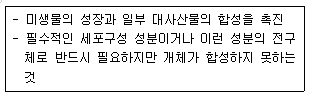 - 미생물의 성장과 일부 대사산물의 합성을 촉진
- 필수적인 세포구성 성분이거나 이런 성분의 전구
체로 반드시 필요하지만 개체가 합성하지 못하는
것